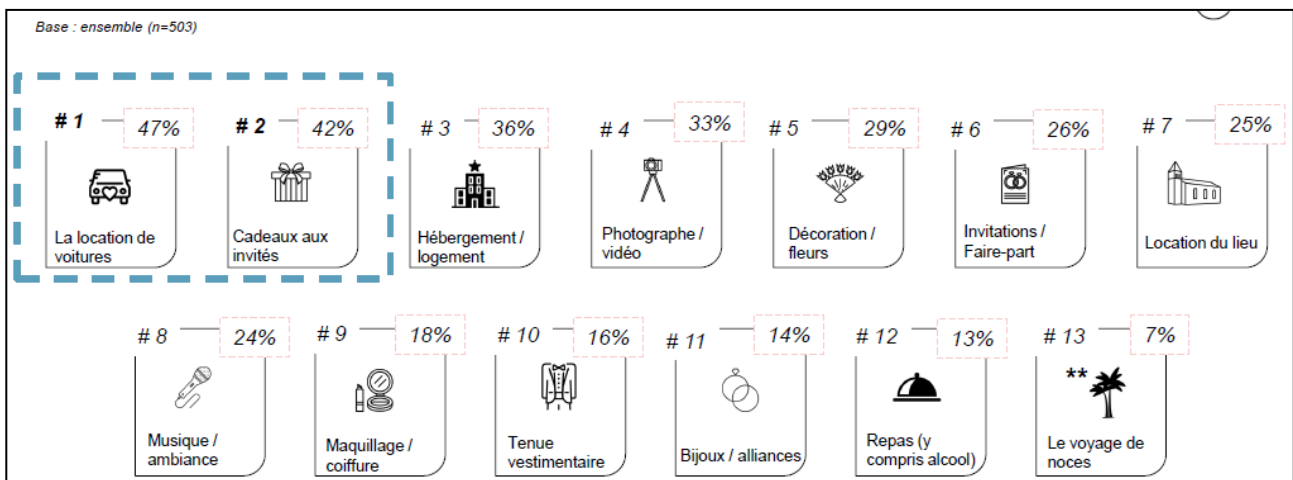 Base : ensemble (n=503)
# 1 47%
La location de
voitures
# 2 42%
Cadeaux aux
invités
# 3 36%
Hébergement /
logement
# 4 33%
Photographe /
vidéo
# 5 29%
Décoration /
fleurs
# 6 26%
Invitations /
Faire-part
# 7 25%
Location du lieu
# 8 24%
Musique /
ambiance
# 9 18%
Maquillage /
coiffure
# 10 16%
Tenue
vestimentaire
# 11 14%
Bijoux / alliances
# 12 13%
Repas (y
compris alcool)
# 13 7%
**
Le voyage de
noces